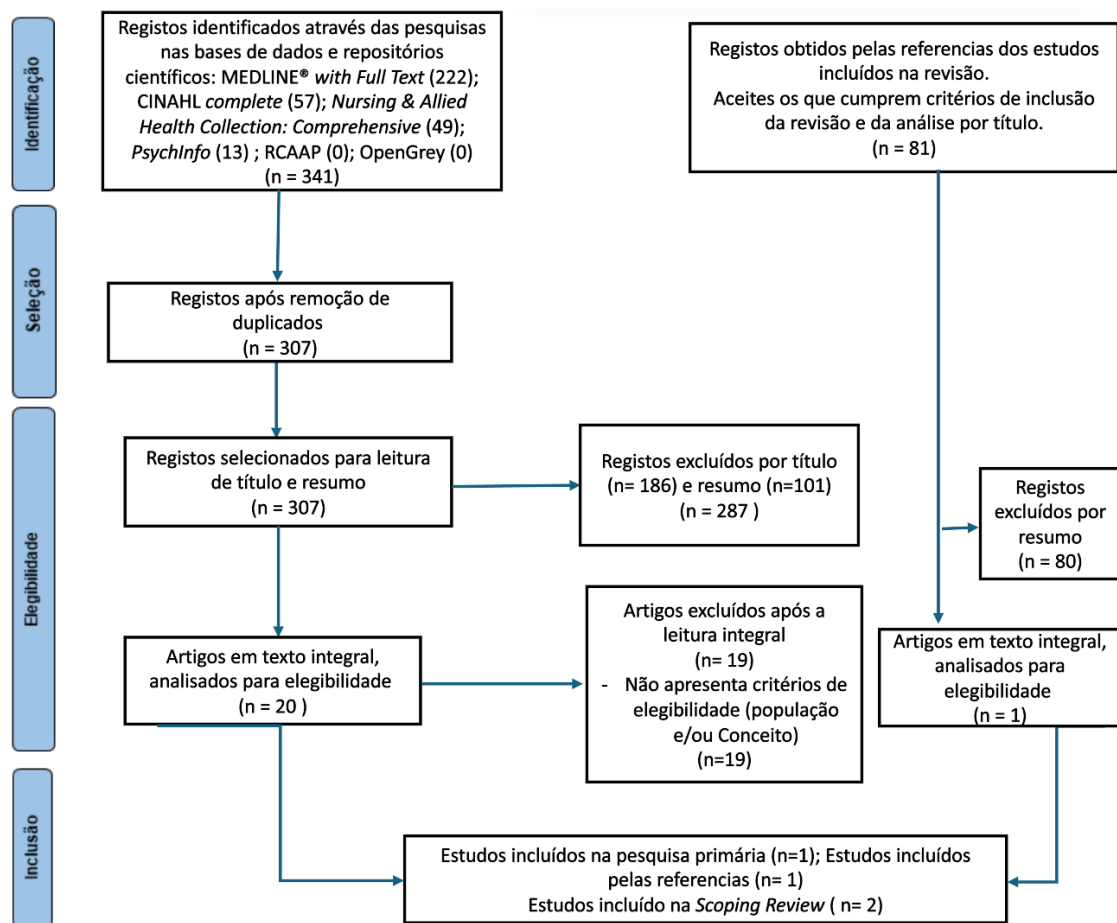 Identificação
Registos identificados através das pesquisas
nas bases de dados e repositórios
científicos: MEDLINE® with Full Text (222);
CINAHL complete (57); Nursing & Allied
Health Collection: Comprehensive (49);
PsychInfo (13) ; RCAAP (0); OpenGrey (0)
(n = 341)
Registos obtidos pelas referencias dos estudos
incluídos na revisão.
Aceites os que cumprem critérios de inclusão
da revisão e da análise por título.
(n = 81)
Seleção
Registos após remoção de
duplicados
(n = 307)
Elegibilidade
Registos selecionados para leitura
de título e resumo
(n = 307)
Registos excluídos por título
(n= 186) e resumo (n=101)
(n = 287 )
Registos
excluídos por
resumo
(n = 80)
Artigos em texto integral,
analisados para elegibilidade
(n = 20 )
Artigos excluídos após a
leitura integral
(n= 19)
- Não apresenta critérios de
elegibilidade (população
e/ou Conceito)
(n=19)
Artigos em texto integral,
analisados para
elegibilidade
(n = 1)
Inclusão
Estudos incluídos na pesquisa primária (n=1); Estudos incluídos
pelas referencias (n= 1)
Estudos incluído na Scoping Review ( n= 2)